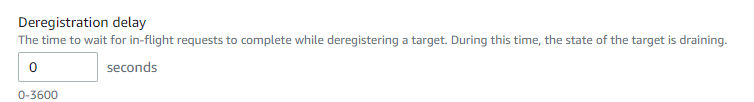 Deregistration delay
The time to wait for in-flight requests to complete while deregistering a target. During this time, the state of the target is draining.
0 seconds
0-3600